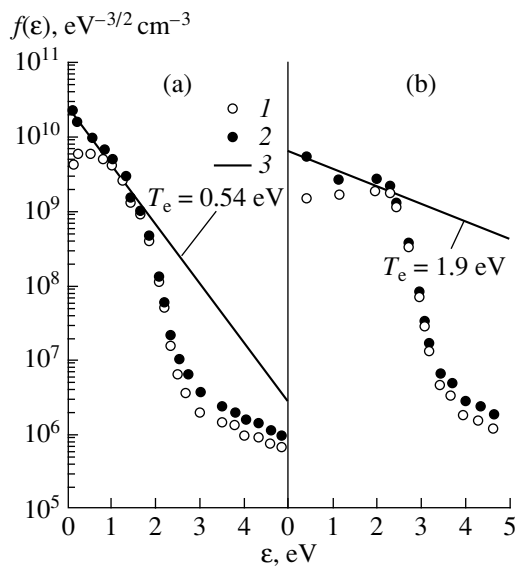 f(ε), eV⁻³/² cm⁻³
10¹¹
10¹⁰
10⁹
10⁸
10⁷
10⁶
10⁵
(a)
1
2
3
Tₑ = 0.54 eV
(b)
Tₑ = 1.9 eV
0 1 2 3 4 0 1 2 3 4 5
ε, eV